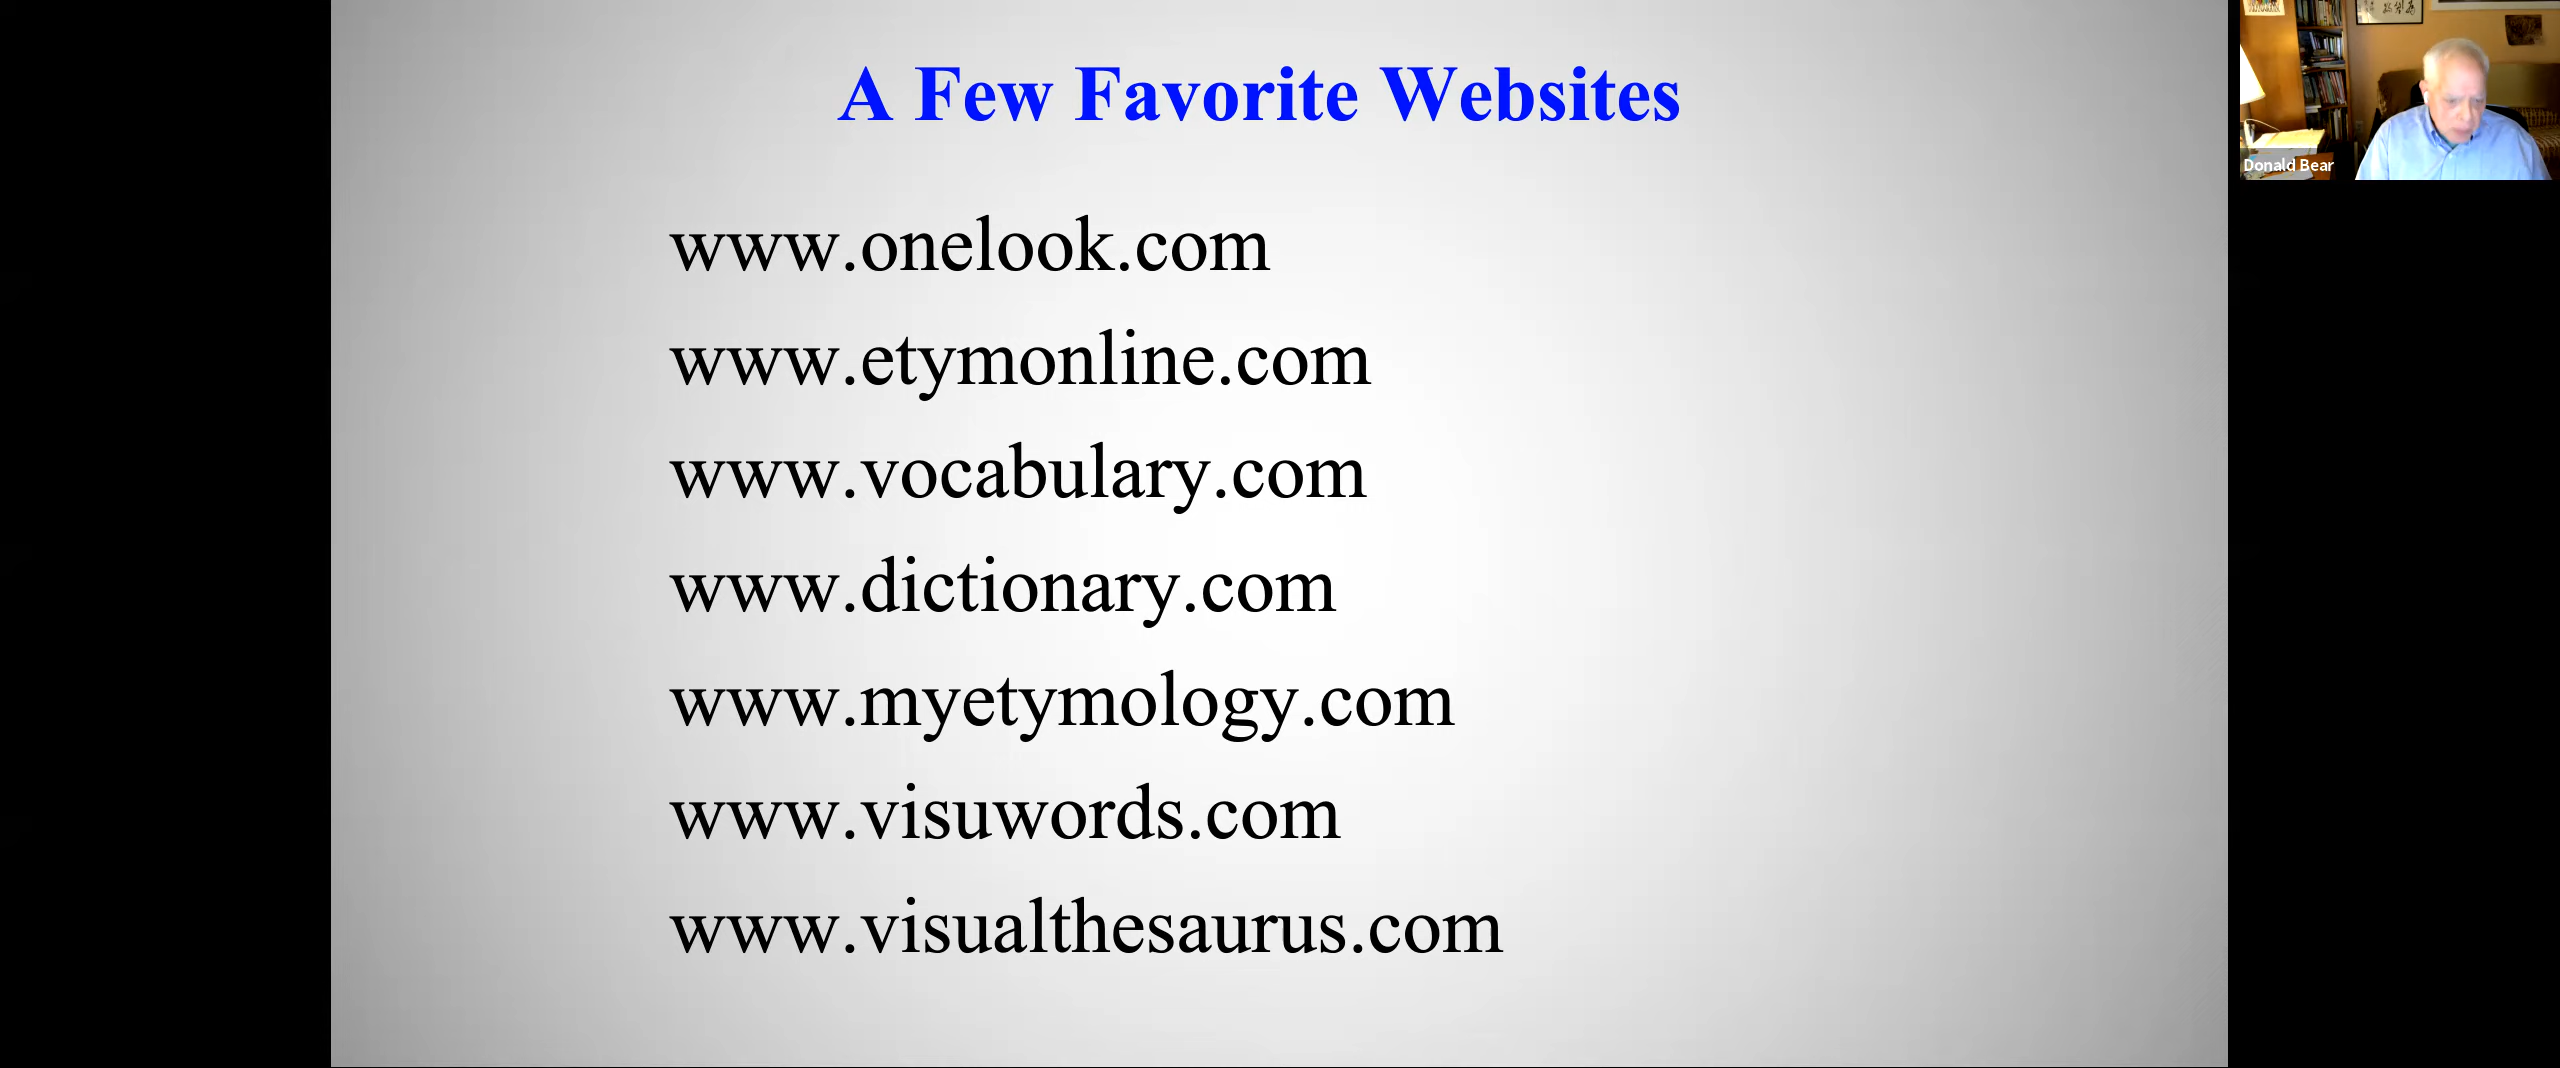 A Few Favorite Websites
www.onelook.com
www.etymonline.com
www.vocabulary.com
www.dictionary.com
www.myetymology.com
www.visuwords.com
www.visualthesaurus.com
Donald Bear